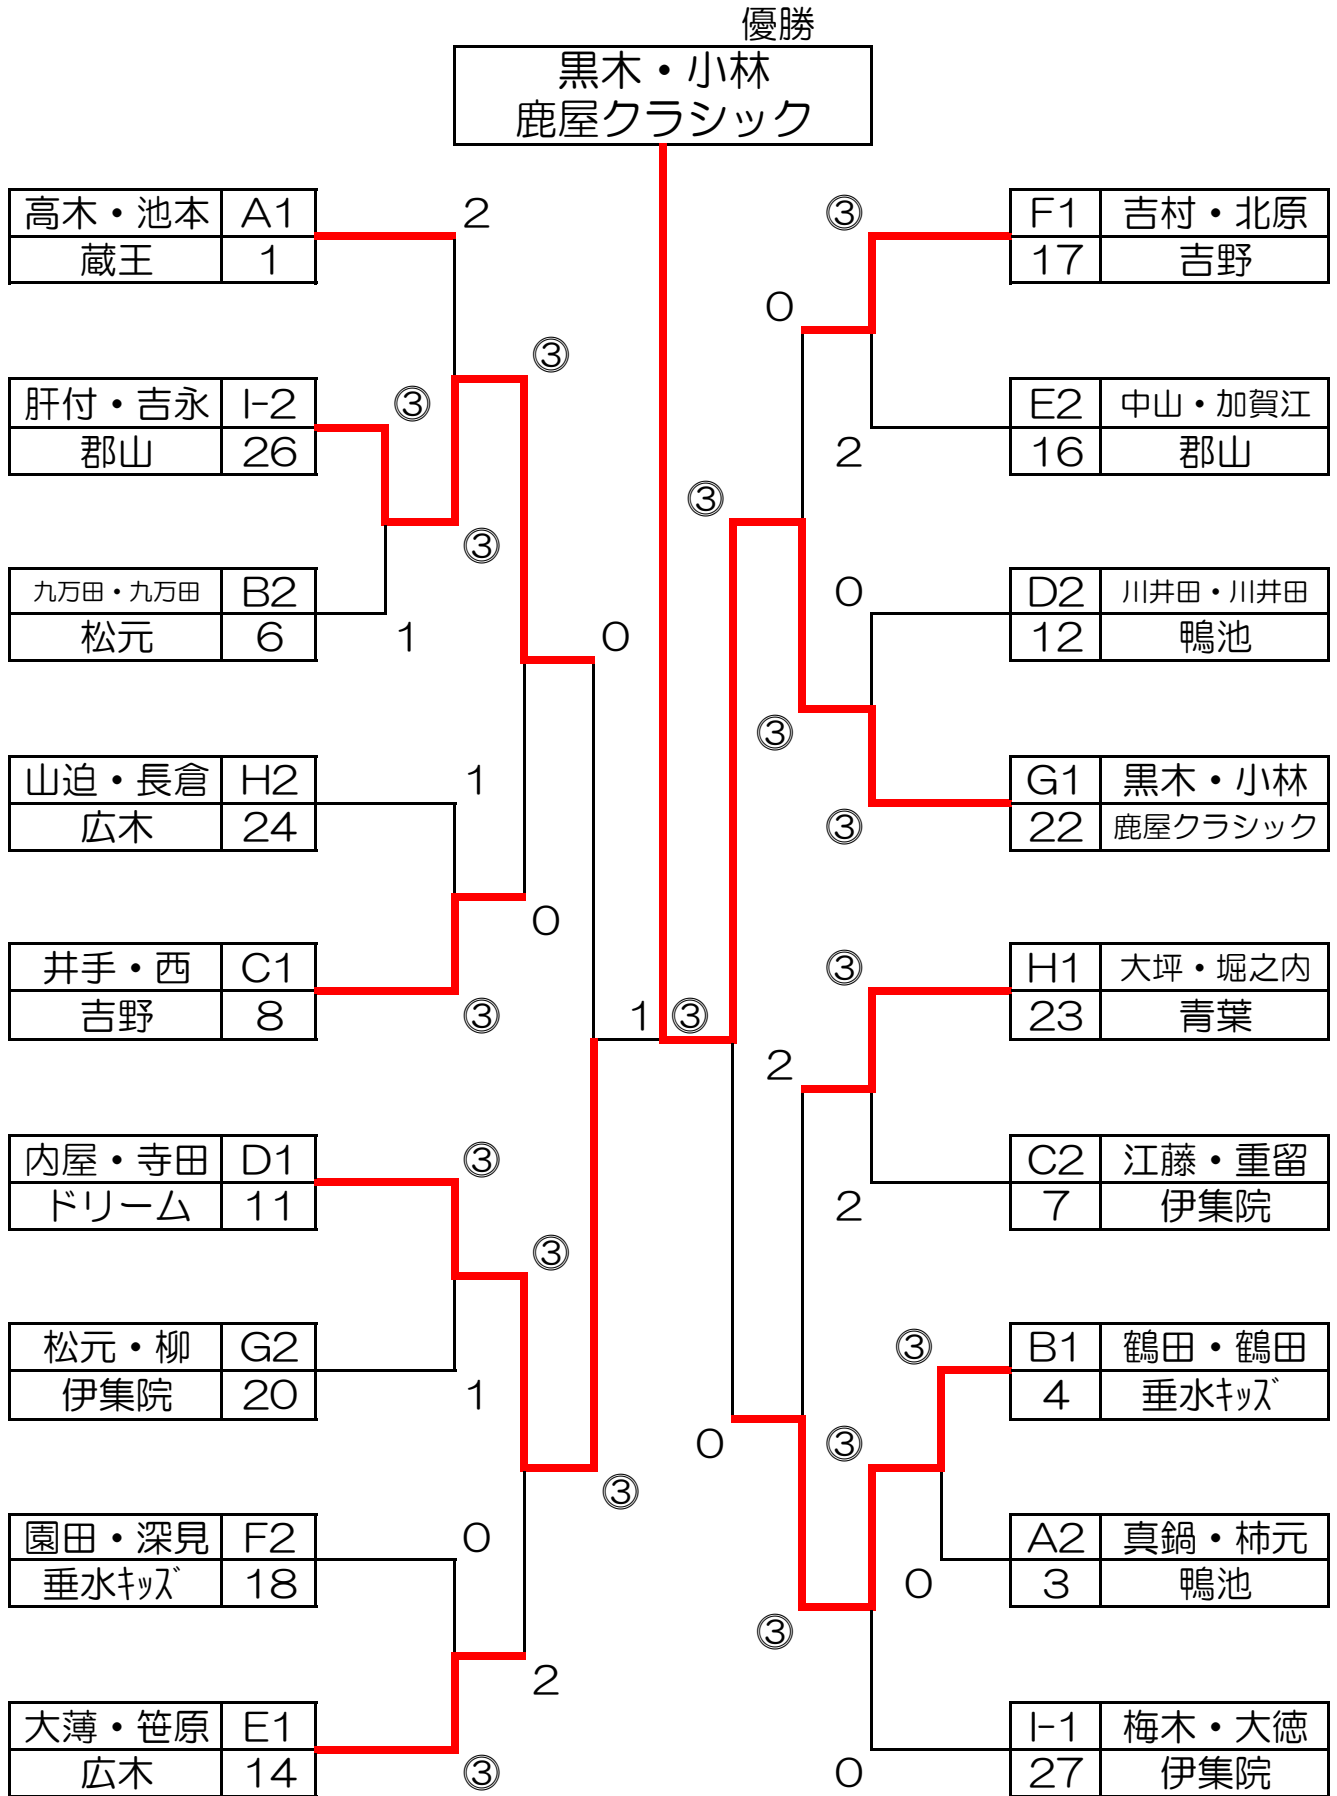 優勝
黒木・小林
鹿屋クラシック
高木・池本 A1
蔵王 1
2
③
F1 吉村・北原
17 吉野
0
③
肝付・吉永 I-2
郡山 26
③
E2 中山・加賀江
16 郡山
2
③
③
九万田・九万田 B2
松元 6
1
0
0
D2 川井田・川井田
12 鴨池
③
山迫・長倉 H2
広木 24
1
③
G1 黒木・小林
22 鹿屋クラシック
0
井手・西 C1
吉野 8
③
1
③
③
H1 大坪・堀之内
23 青葉
2
内屋・寺田 D1
ドリーム 11
③
③
2
C2 江藤・重留
7 伊集院
松元・柳 G2
伊集院 20
1
③
B1 鶴田・鶴田
4 垂水ｷｯｽﾞ
0
③
③
園田・深見 F2
垂水ｷｯｽﾞ 18
0
0
A2 真鍋・柿元
3 鴨池
③
2
大薄・笹原 E1
広木 14
③
0
I-1 梅木・大徳
27 伊集院